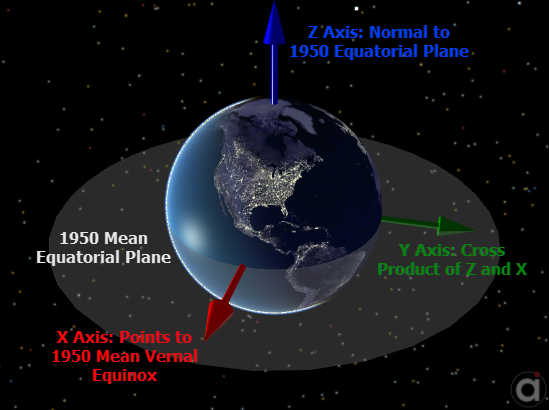 Z Axis: Normal to
1950 Equatorial Plane
1950 Mean
Equatorial Plane
Y Axis: Cross
Product of Z and X
X Axis: Points to
1950 Mean Vernal
Equinox
a